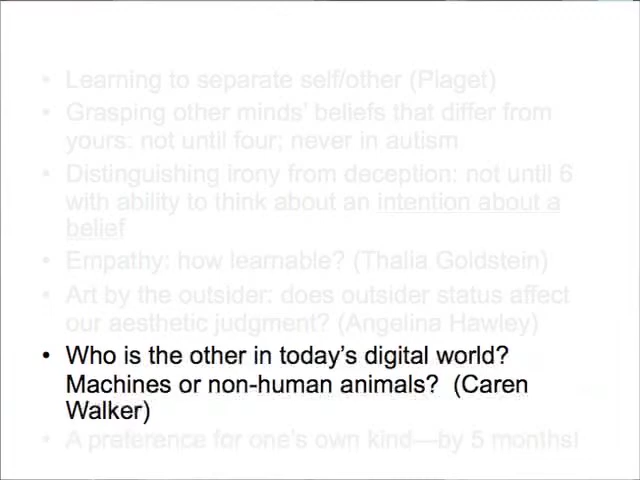 • Learning to separate self/other (Piaget)
• Grasping other minds' beliefs that differ from
yours: not until four; never in autism
• Distinguishing irony from deception: not until 6
with ability to think about an intention about a
belief
• Empathy: how learnable? (Thalia Goldstein)
• Art by the outsider: does outsider status affect
our aesthetic judgment? (Angelina Hawley)
• Who is the other in today's digital world?
Machines or non-human animals? (Caren
Walker)
• A preference for one's own kind—by 5 months!